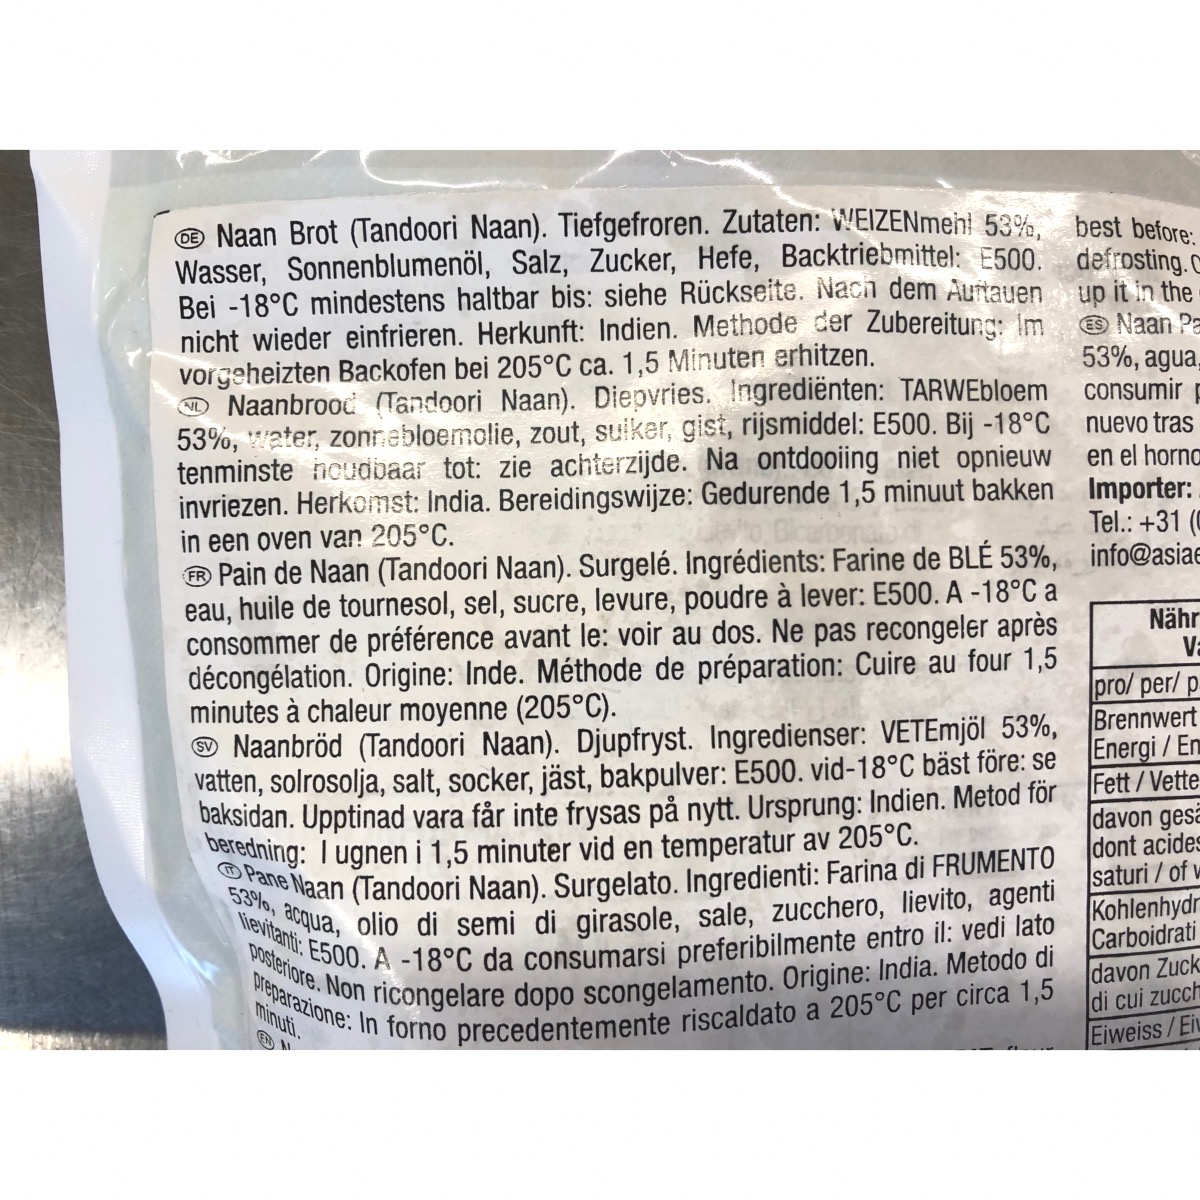 DE Naan Brot (Tandoori Naan). Tiefgefroren. Zutaten: WEIZENmehl 53%,
Wasser, Sonnenblumenöl, Salz, Zucker, Hefe, Backtriebmittel: E500.
Bei -18°C mindestens haltbar bis: siehe Rückseite. Nach dem Auftauen
nicht wieder einfrieren. Herkunft: Indien. Methode der Zubereitung: Im
vorgeheizten Backofen bei 205°C ca. 1,5 Minuten erhitzen.
NL Naanbrood (Tandoori Naan). Diepvries. Ingrediënten: TARWEbloem
53%, water, zonnebloemolie, zout, suiker, gist, rijsmiddel: E500. Bij -18°C
tenminste houdbaar tot: zie achterzijde. Na ontdooiing niet opnieuw
invriezen. Herkomst: India. Bereidingswijze: Gedurende 1,5 minuut bakken
in een oven van 205°C.
FR Pain de Naan (Tandoori Naan). Surgelé. Ingrédients: Farine de BLÉ 53%,
eau, huile de tournesol, sel, sucre, levure, poudre à lever: E500. A -18°C a
consommer de préférence avant le: voir au dos. Ne pas recongeler après
décongélation. Origine: Inde. Méthode de préparation: Cuire au four 1,5
minutes à chaleur moyenne (205°C).
SV Naanbröd (Tandoori Naan). Djupfryst. Ingredienser: VETEmjöl 53%,
vatten, solrosolja, salt, socker, jäst, bakpulver: E500. vid-18°C bäst före: se
baksidan. Upptinad vara får inte frysas på nytt. Ursprung: Indien. Metod för
beredning: I ugnen i 1,5 minuter vid en temperatur av 205°C.
IT Pane Naan (Tandoori Naan). Surgelato. Ingredienti: Farina di FRUMENTO
53%, acqua, olio di semi di girasole, sale, zucchero, lievito, agenti
lievitanti: E500. A -18°C da consumarsi preferibilmente entro il: vedi lato
posteriore. Non ricongelare dopo scongelamento. Origine: India. Metodo di
preparazione: In forno precedentemente riscaldato a 205°C per circa 1,5
minuti.
EN
best before:
defrosting.
up it in the
ES Naan
53%, agua,
consumir
nuevo tras
en el horno
Importer:
Tel.: +31
info@asiae
Nähr
pro/ per/
Brennwert
Energi / En
Fett / Vette
davon gesä
dont acides
saturi / of
Kohlenhydr
Carboidrati
davon Zuck
di cui zucch
Eiweiss / Eiw